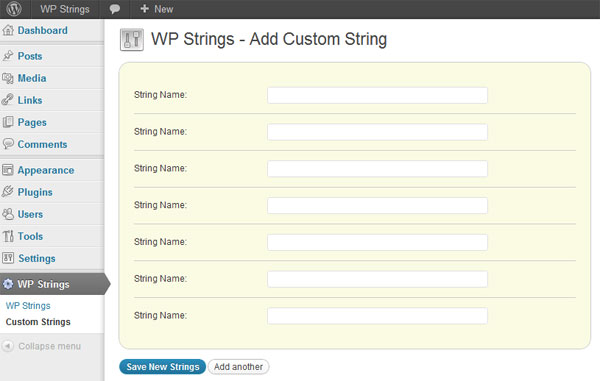 WP Strings
New
Dashboard
Posts
Media
Links
Pages
Comments
Appearance
Plugins
Users
Tools
Settings
WP Strings
WP Strings
Custom Strings
Collapse menu
WP Strings - Add Custom String
String Name:
String Name:
String Name:
String Name:
String Name:
String Name:
String Name:
Save New Strings
Add another